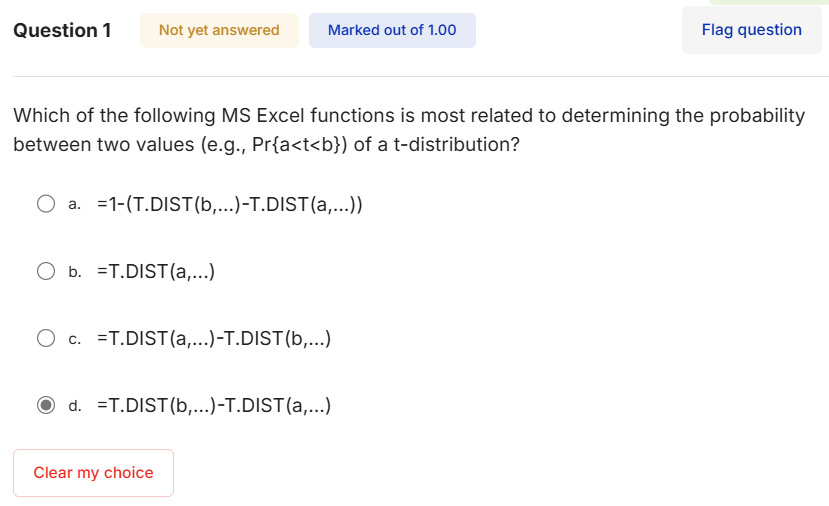 Question 1
Not yet answered
Marked out of 1.00
Flag question
Which of the following MS Excel functions is most related to determining the probability
between two values (e.g., Pr{a<t<b}) of a t-distribution?
a. =1-(T.DIST(b,...)-T.DIST(a,...))
b. =T.DIST(a,...)
c. =T.DIST(a,...)-T.DIST(b,...)
d. =T.DIST(b,...)-T.DIST(a,...)
Clear my choice